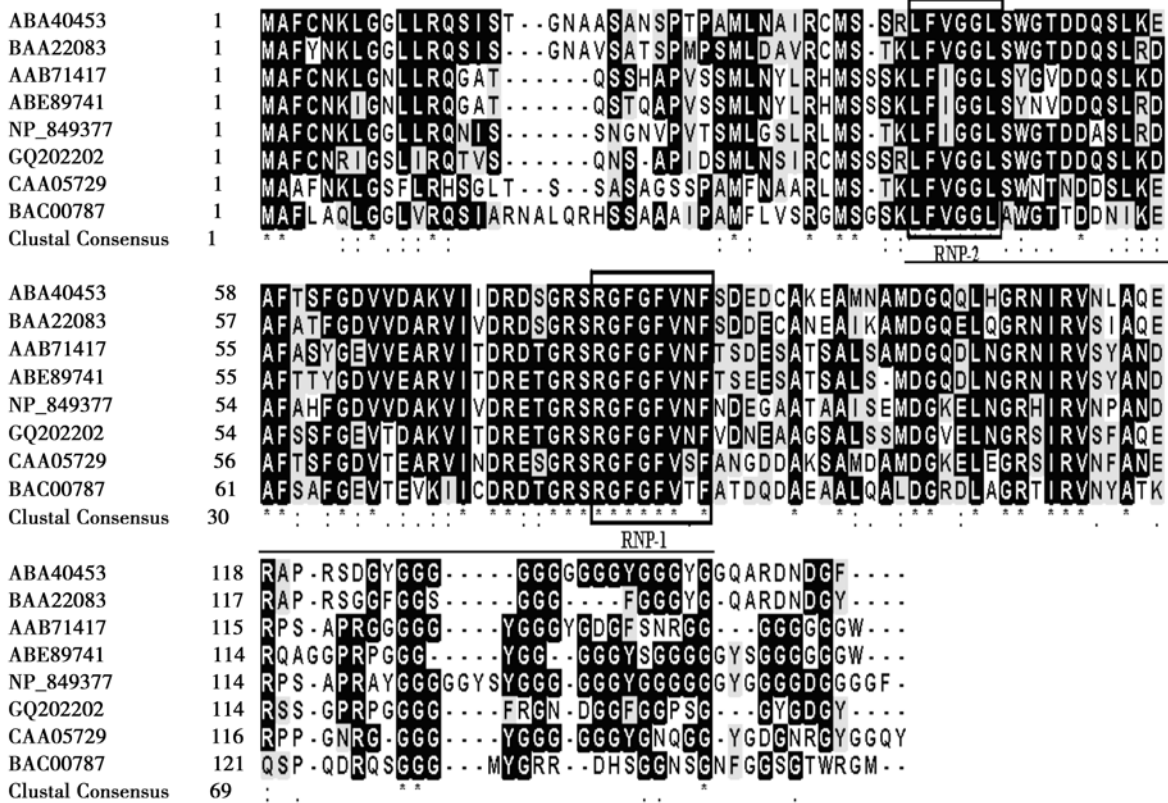 ABA40453 1 MAFCNKLGGLLRQSIST--GNAASANSPTPAMLNAIRCMS-SRLFVGGLSWGTDDQSLKE
BAA22083 1 MAFYNKLGGLLRQSIS---GNAVSATSPMPSMLDAVRCMS-TKLFVGGLSWGTDDQSLRD
AAB71417 1 MAFCNKLGNLLRQGAT------QSSHAPVSSMLNYLRHMSSSKLFIGGLSYGVDDQSLKD
ABE89741 1 MAFCNKIGNLLRQGAT------QSTQAPVSSMLNYLRHMSSSKLFIGGLSYNVDDQSLRD
NP_849377 1 MAFCNKLGGLLRQNIS------SNGNVPVTSMLGSLRLMS-TKLFIGGLSWGTDDASLRD
GQ202202 1 MAFCNRIGSLIRQTVS------QNS-APIDSMLNSIRCMSSSRLFVGGLSWGTDDQSLKD
CAA05729 1 MAAFNKLGSFLRHSGLT--S--SASAGSSPAMFNAARLMS-TKLFVGGLSWNTNDDSLKE
BAC00787 1 MAFLAQLGGLVRQSIARNALQRHSSAAAIPAMFLVSRGMSGSKLFVGGLAWGTTDDNIKE
Clustal Consensus 1
RNP-2
ABA40453 58 AFTSFGDVVDAKVIIDRDSGRSRGFGFVNFSDEDCAKEAMNAMDGQQLHGRNIRVNLAQE
BAA22083 57 AFATFGDVVDARVIVDRDSGRSRGFGFVNFSDDECANEAIKAMDGQELQGRNIRVSIAQE
AAB71417 55 AFASYGEVVEARVITDRDTGRSRGFGFVNFTSDESATSALSAMDGQDLNGRNIRVSYAND
ABE89741 55 AFTTYGDVVEARVITDRETGRSRGFGFVNFTSEESATSALS-MDGQDLNGRNIRVSYAND
NP_849377 54 AFAHFGDVVDAKVIVDRETGRSRGFGFVNFNDEGAATAAISEMDGKELNGRHIRVNPAND
GQ202202 54 AFSSFGEVTDAKVITDRETGRSRGFGFVNFVDNEAAGSALSSMDGVELNGRSIRVSFAQE
CAA05729 56 AFTSFGDVTEARVINDRESGRSRGFGFVSFANGDDAKSAMDAMDGKELEGRSIRVNFANE
BAC00787 61 AFSAFGEVTEVKIICDRDTGRSRGFGFVTFATDQDAEAALQALDGRDLAGRTIRVNYATK
Clustal Consensus 30
RNP-1
ABA40453 118 RAP-RSDGYGGG-----GGGGGGGYGGGYGGQARDNDGF----
BAA22083 117 RAP-RSGGFGGS-----GGG----FGGGYG-QARDNDGY----
AAB71417 115 RPS-APRGGGGG----YGGGYGDGFSNRGG--GGGGGGW---
ABE89741 114 RQAGGPRPGGG-----YGG--GGGYSGGGGGGYSGGGGGW---
NP_849377 114 RPS-APRAYGGGGGYSYGGG-GGGYGGGGGGYGGGGDGGGF-
GQ202202 114 RSS-GPRPGGGG----FRGN-DGGFGGPSG--GYGDGY----
CAA05729 116 RPP-GNRG-GGG----YGGG-GGGYGNQGG-YGDGNRGYGGQY
BAC00787 121 QSP-QDRQSGGG---MYGRR--DHSGGNSGNFGGSGTWRGM--
Clustal Consensus 69